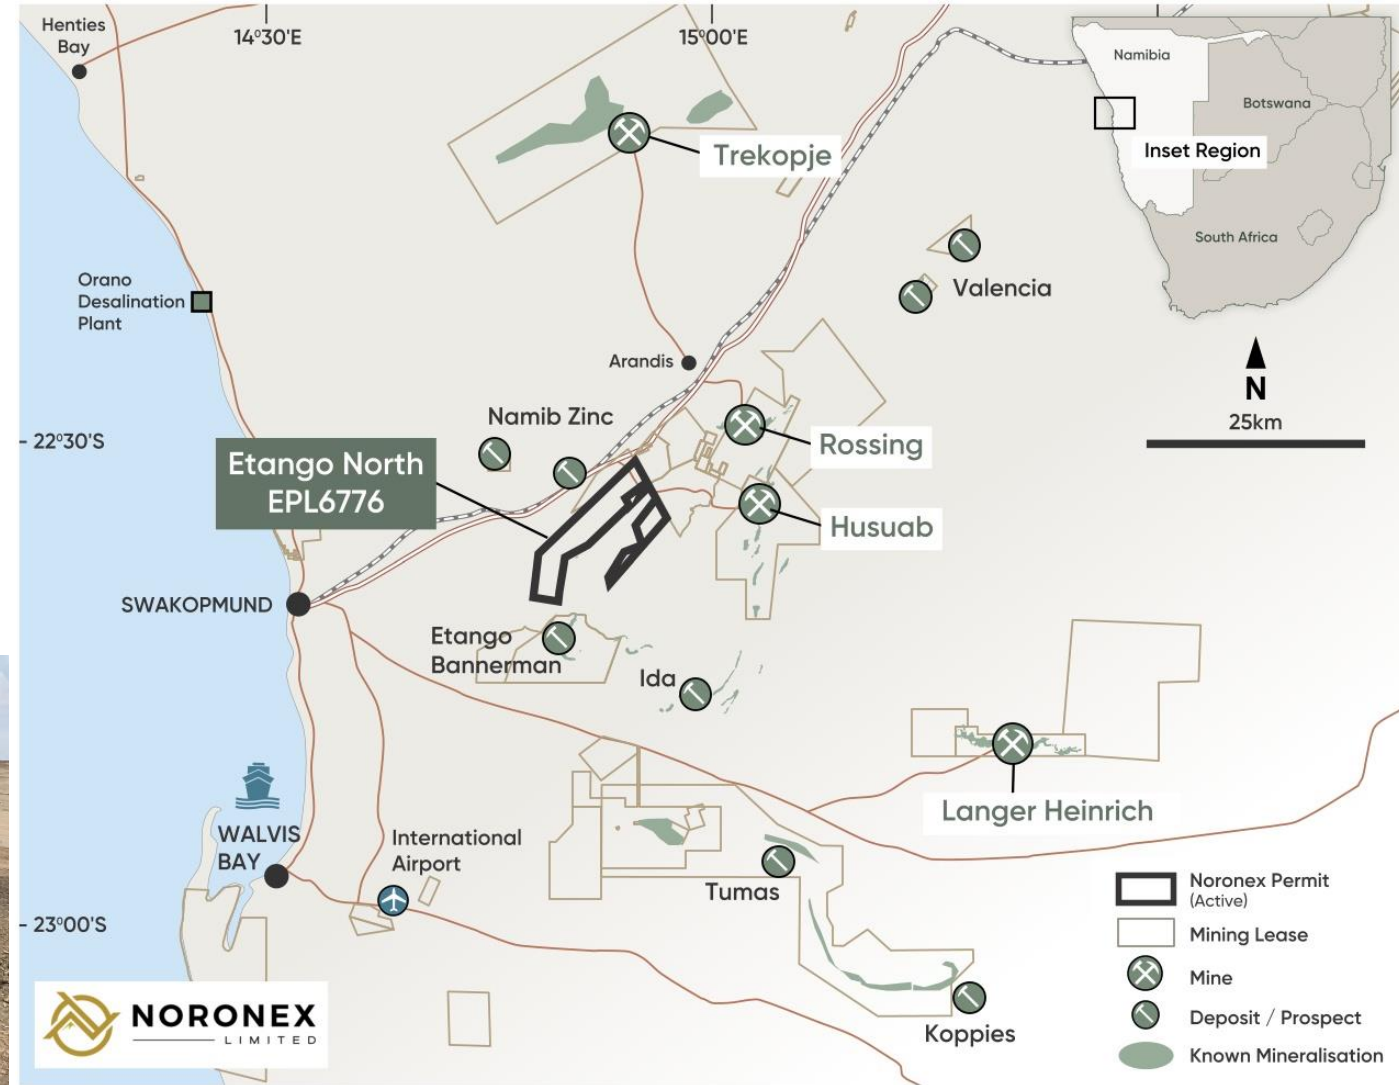 Henties
Bay
14°30'E
15°00'E
Namibia
Botswana
Inset Region
South Africa
Trekopje
Orano
Desalination
Plant
Valencia
Arandis
N
25km
Namib Zinc
22°30'S
Rossing
Etango North
EPL6776
Husuab
SWAKOPMUND
Etango
Bannerman
Ida
Langer Heinrich
WALVIS
BAY
International
Airport
Tumas
23°00'S
Koppies
Noronex Permit
(Active)
Mining Lease
Mine
Deposit / Prospect
Known Mineralisation
NORONEX
LIMITED